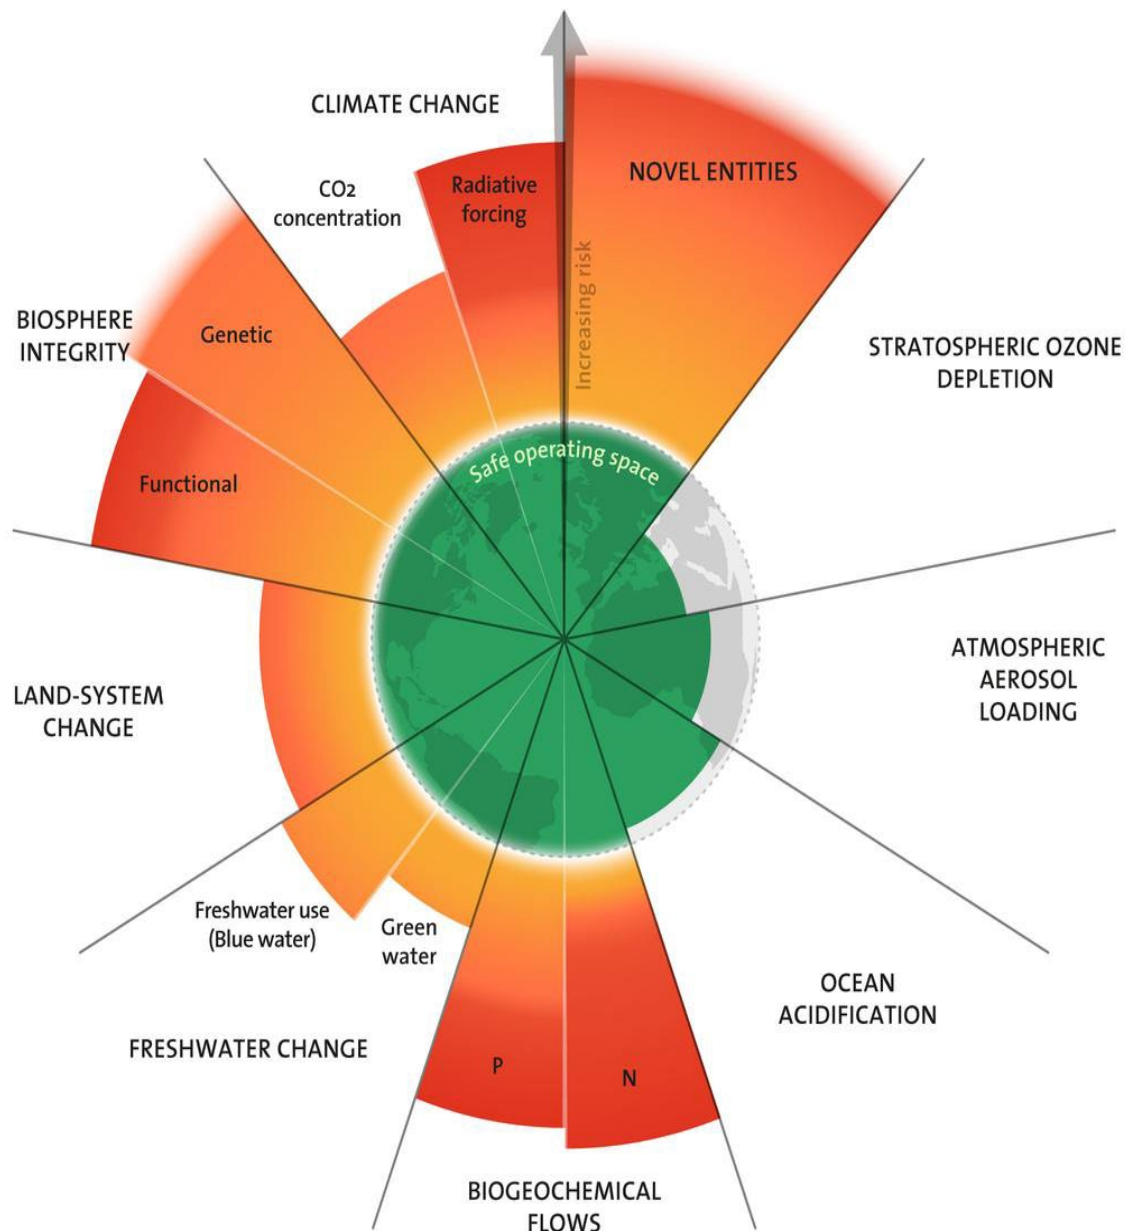 CLIMATE CHANGE
CO2
concentration
Radiative
forcing
NOVEL ENTITIES
Increasing risk
STRATOSPHERIC OZONE
DEPLETION
BIOSPHERE
INTEGRITY
Genetic
Functional
Safe operating space
ATMOSPHERIC
AEROSOL
LOADING
LAND-SYSTEM
CHANGE
Freshwater use
(Blue water)
Green
water
FRESHWATER CHANGE
OCEAN
ACIDIFICATION
P
N
BIOGEOCHEMICAL
FLOWS